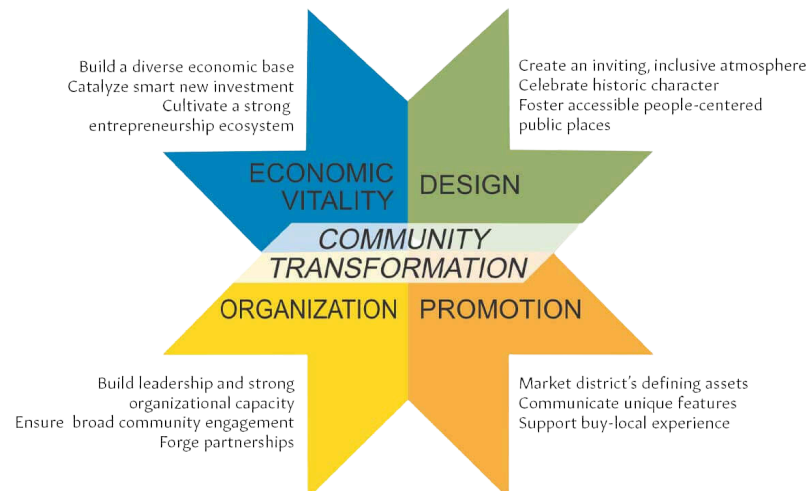 Build a diverse economic base
Catalyze smart new investment
Cultivate a strong
entrepreneurship ecosystem
Create an inviting, inclusive atmosphere
Celebrate historic character
Foster accessible people-centered
public places
ECONOMIC
VITALITY
DESIGN
COMMUNITY
TRANSFORMATION
ORGANIZATION
PROMOTION
Build leadership and strong
organizational capacity
Ensure broad community engagement
Forge partnerships
Market district's defining assets
Communicate unique features
Support buy-local experience